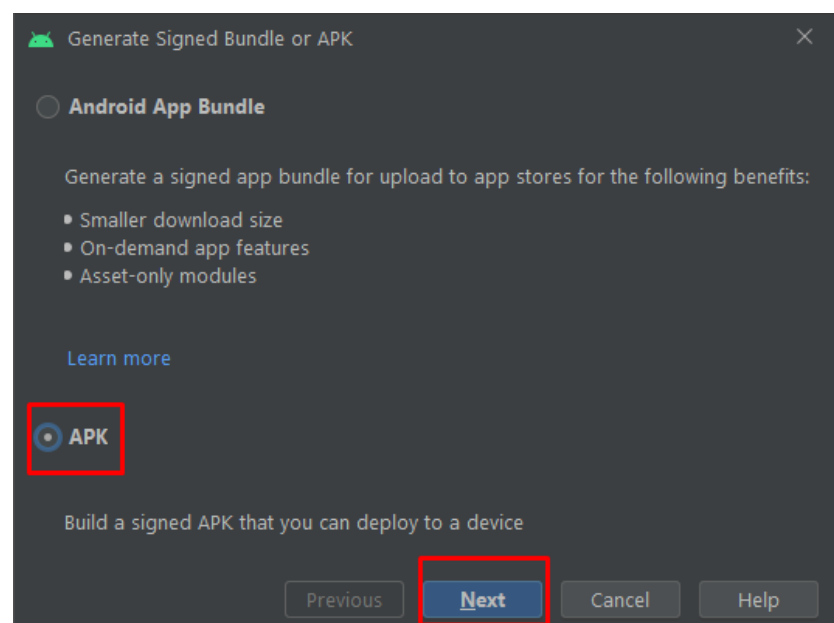 Generate Signed Bundle or APK
Android App Bundle
Generate a signed app bundle for upload to app stores for the following benefits:
Smaller download size
On-demand app features
Asset-only modules
Learn more
APK
Build a signed APK that you can deploy to a device
Previous Next Cancel Help